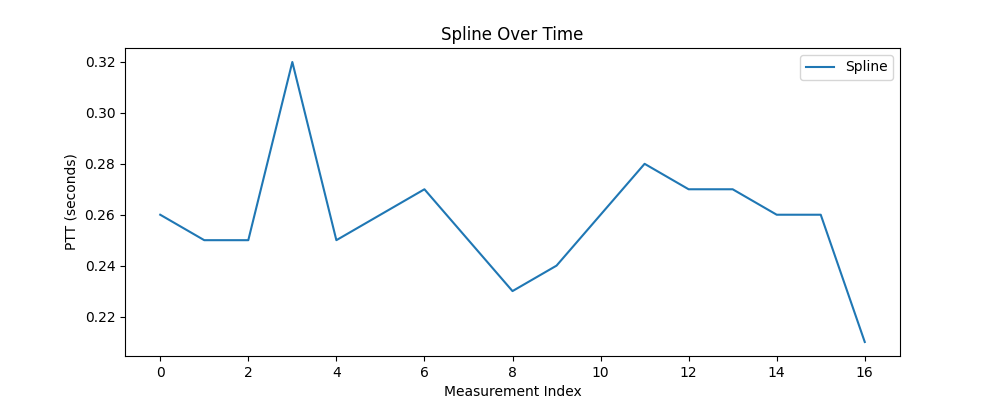 Spline Over Time
Spline
PTT (seconds)
0.32
0.30
0.28
0.26
0.24
0.22
0 2 4 6 8 10 12 14 16
Measurement Index